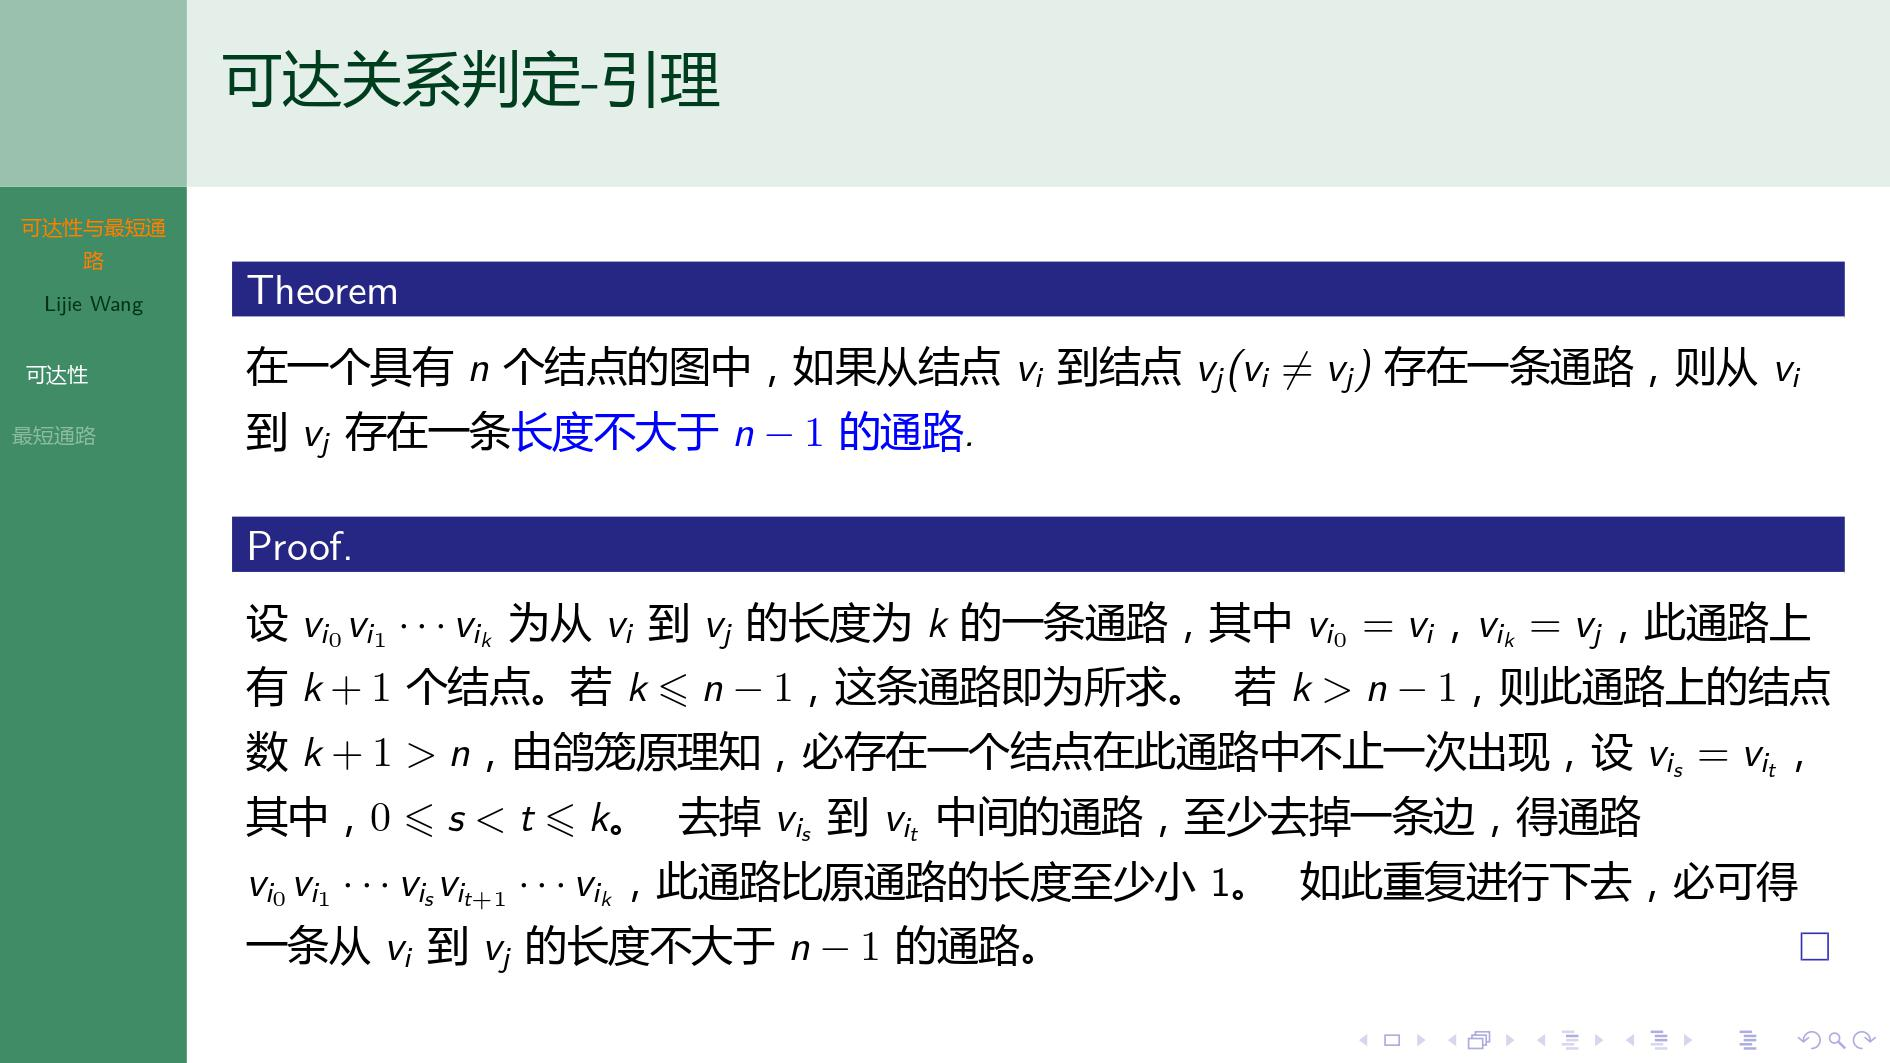 可达关系判定-引理
可达性与最短通
路
Lijie Wang
可达性
最短通路
Theorem
在一个具有 n 个结点的图中，如果从结点 v_i 到结点 v_j(v_i ≠ v_j) 存在一条通路，则从 v_i
到 v_j 存在一条长度不大于 n − 1 的通路.
Proof.
设 v_{i_0} v_{i_1} ··· v_{i_k} 为从 v_i 到 v_j 的长度为 k 的一条通路，其中 v_{i_0} = v_i，v_{i_k} = v_j，此通路上
有 k + 1 个结点。若 k ⩽ n − 1，这条通路即为所求。 若 k > n − 1，则此通路上的结点
数 k + 1 > n，由鸽笼原理知，必存在一个结点在此通路中不止一次出现，设 v_{i_s} = v_{i_t}，
其中，0 ⩽ s < t ⩽ k。 去掉 v_{i_s} 到 v_{i_t} 中间的通路，至少去掉一条边，得通路
v_{i_0} v_{i_1} ··· v_{i_s} v_{i_{t+1}} ··· v_{i_k}，此通路比原通路的长度至少小 1。 如此重复进行下去，必可得
一条从 v_i 到 v_j 的长度不大于 n − 1 的通路。 □